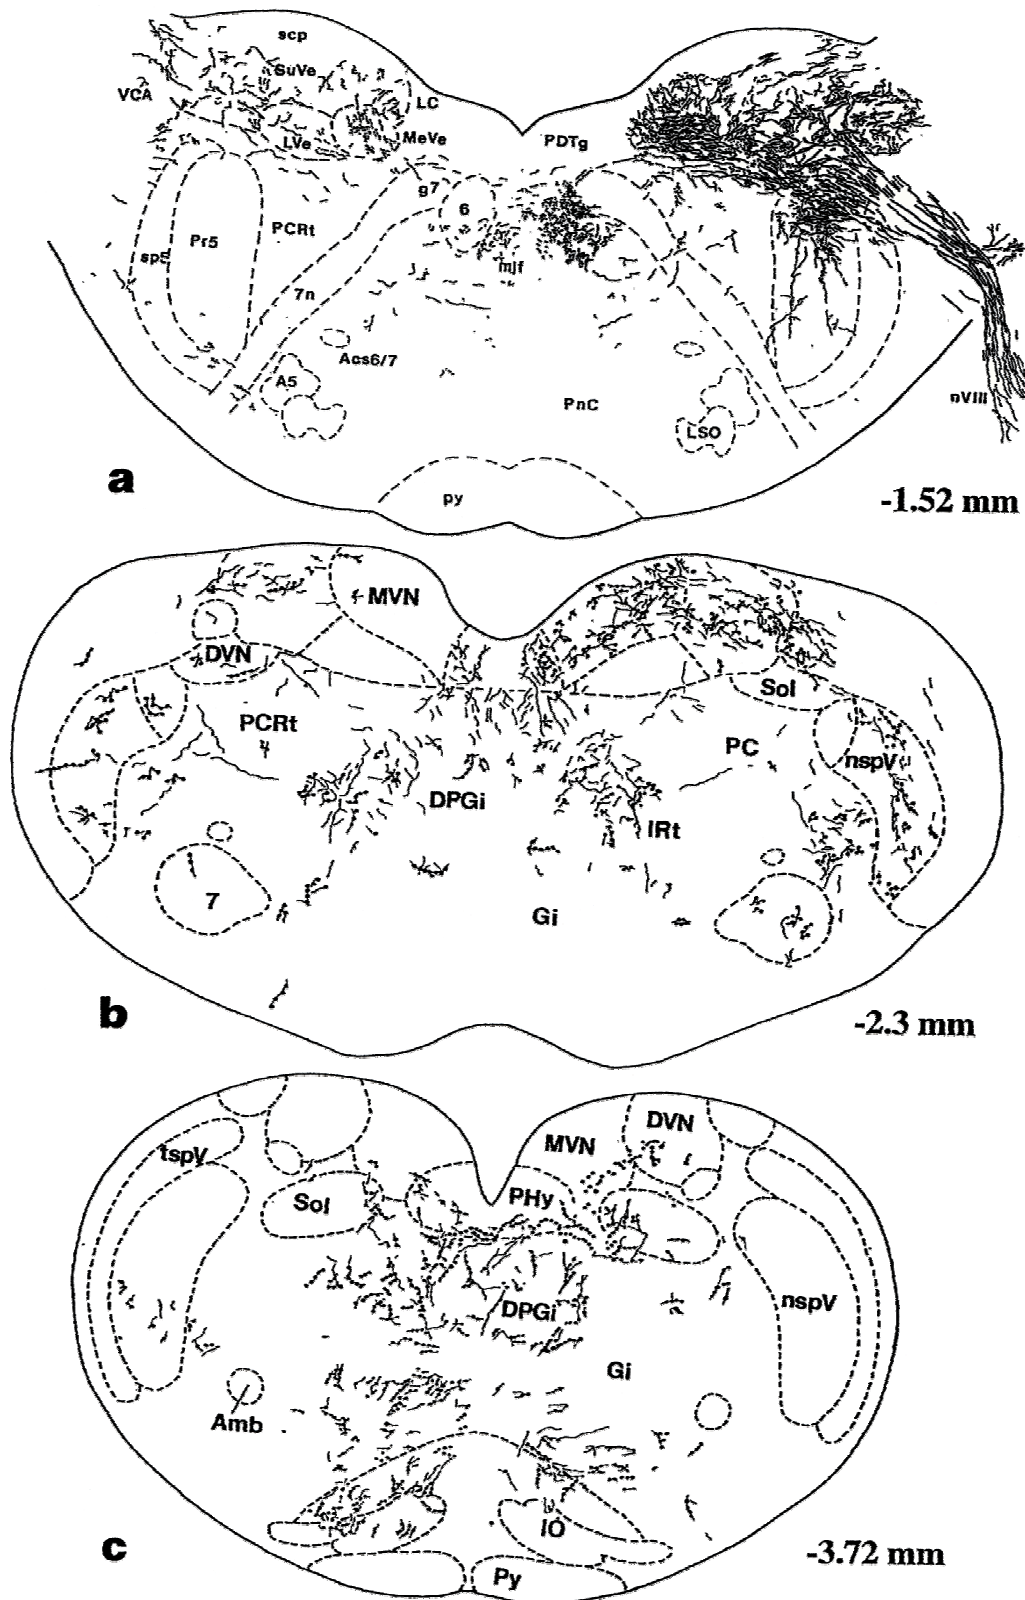 scp
SuVe
VCA
LC
LVe
MeVe
PDTg
g7
6
Pr5
PCRt
sp5
mlf
7n
Acs6/7
A5
PnC
nVIII
LSO
a
py
-1.52 mm
MVN
DVN
Sol
PCRt
PC
nspV
DPGi
IRt
7
Gi
b
-2.3 mm
DVN
MVN
tspV
Sol
PHy
DPGi
nspV
Gi
Amb
IO
c
-3.72 mm
Py